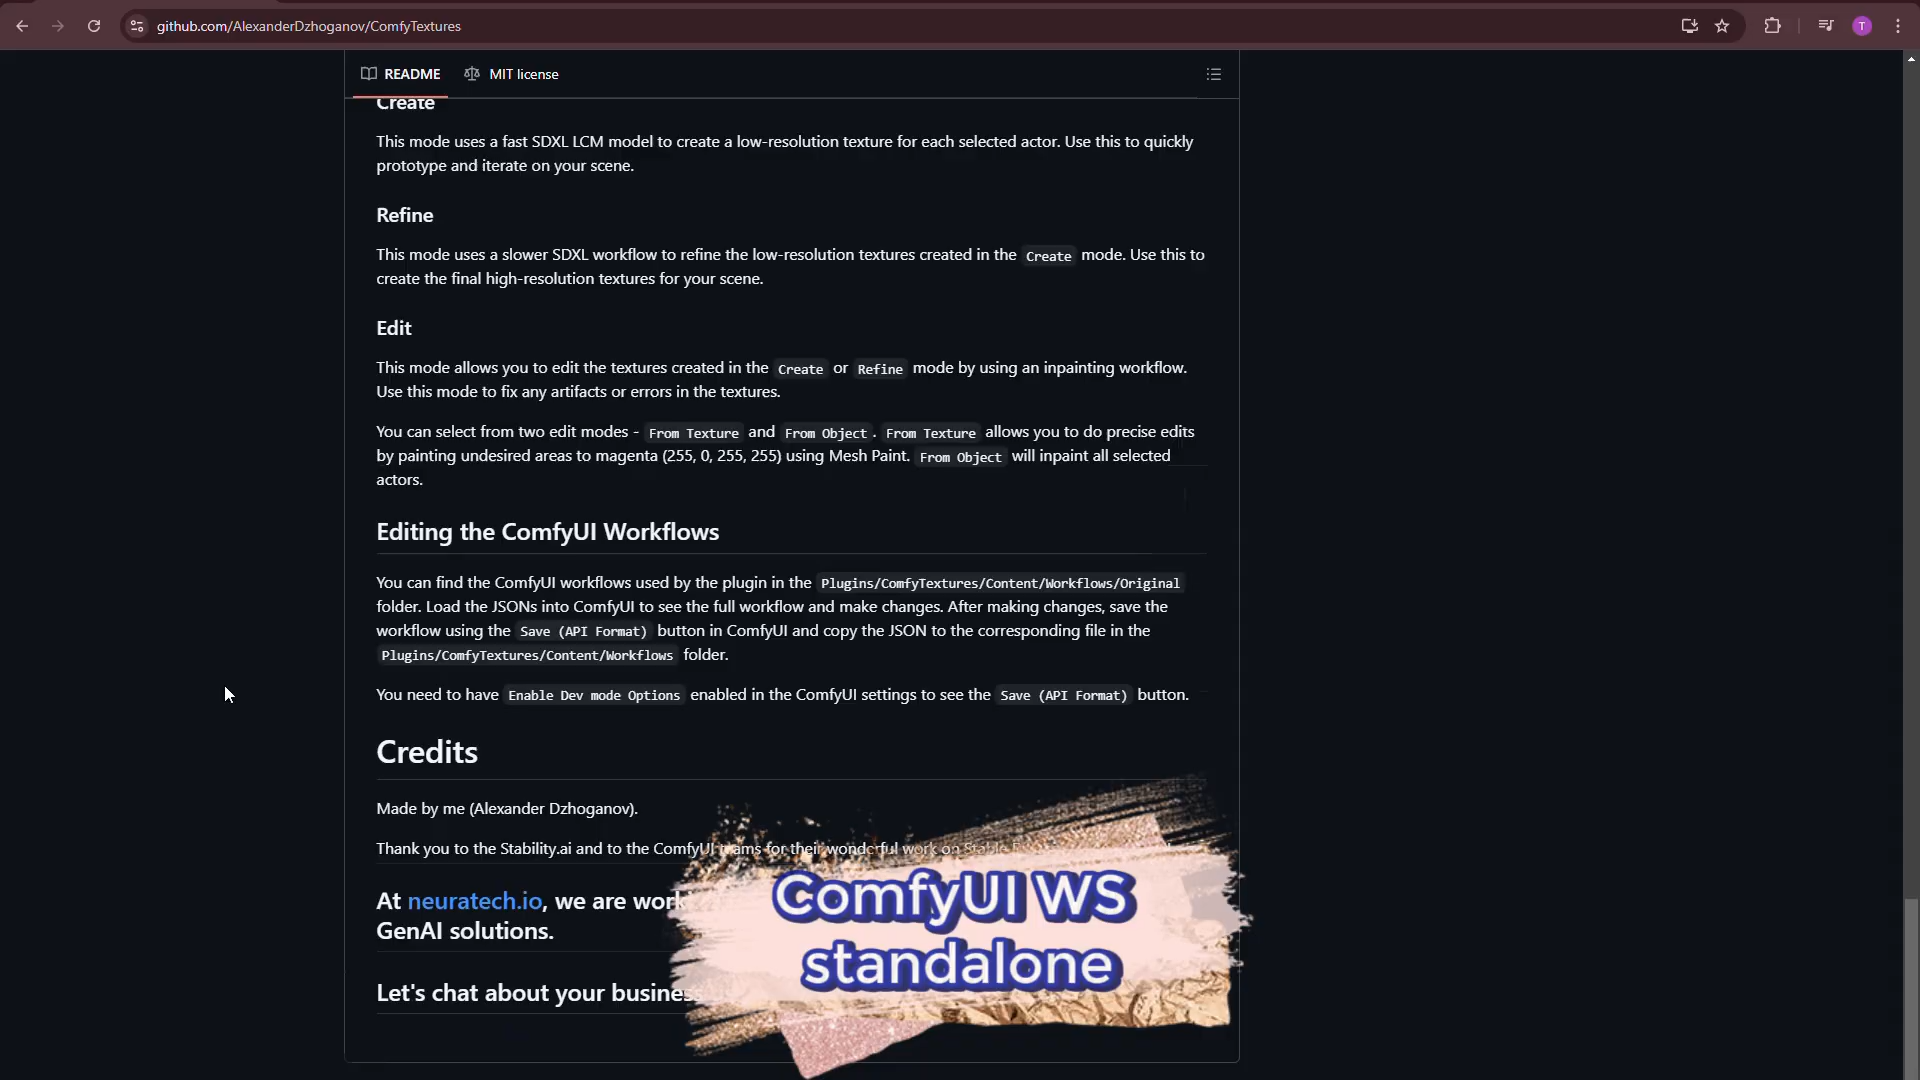 github.com/AlexanderDzhoganov/ComfyTextures
T
README
MIT license
Create
This mode uses a fast SDXL LCM model to create a low-resolution texture for each selected actor. Use this to quickly
prototype and iterate on your scene.
Refine
This mode uses a slower SDXL workflow to refine the low-resolution textures created in the Create mode. Use this to
create the final high-resolution textures for your scene.
Edit
This mode allows you to edit the textures created in the Create or Refine mode by using an inpainting workflow.
Use this mode to fix any artifacts or errors in the textures.
You can select from two edit modes - From Texture and From Object. From Texture allows you to do precise edits
by painting undesired areas to magenta (255, 0, 255, 255) using Mesh Paint. From Object will inpaint all selected
actors.
Editing the ComfyUI Workflows
You can find the ComfyUI workflows used by the plugin in the Plugins/ComfyTextures/Content/Workflows/Original
folder. Load the JSONs into ComfyUI to see the full workflow and make changes. After making changes, save the
workflow using the Save (API Format) button in ComfyUI and copy the JSON to the corresponding file in the
Plugins/ComfyTextures/Content/Workflows folder.
You need to have Enable Dev mode Options enabled in the ComfyUI settings to see the Save (API Format) button.
Credits
Made by me (Alexander Dzhoganov).
Thank you to the Stability.ai and to the ComfyUI teams for their wonderful work on
At neuratech.io, we are work
GenAI solutions.
Let's chat about your busines
ComfyUI WS
standalone